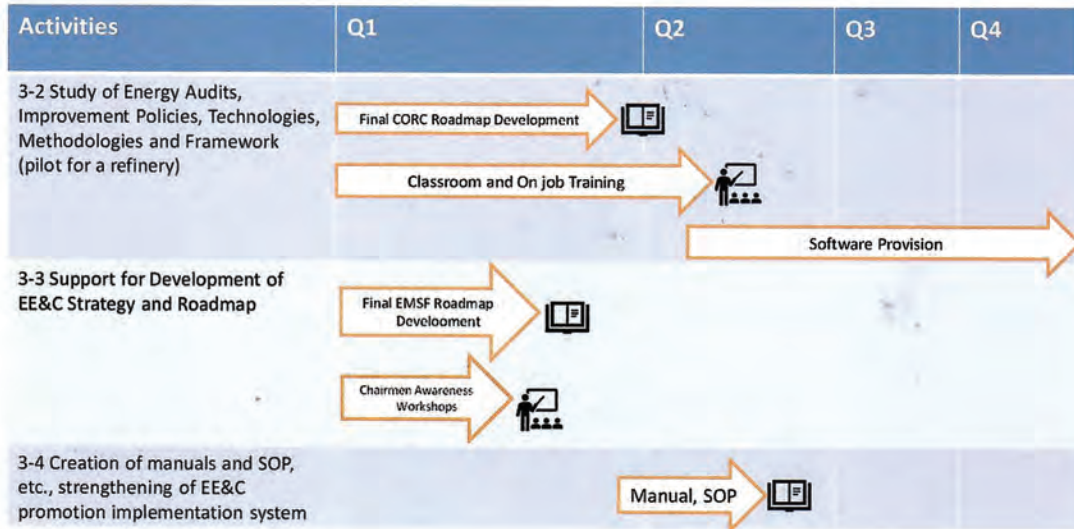 Activities Q1 Q2 Q3 Q4
3-2 Study of Energy Audits,
Improvement Policies, Technologies,
Methodologies and Framework
(pilot for a refinery)
Final CORC Roadmap Development
Classroom and On job Training
Software Provision
3-3 Support for Development of
EE&C Strategy and Roadmap
Final EMSF Roadmap
Develooment
Chairmen Awareness
Workshops
3-4 Creation of manuals and SOP,
etc., strengthening of EE&C
promotion implementation system
Manual, SOP